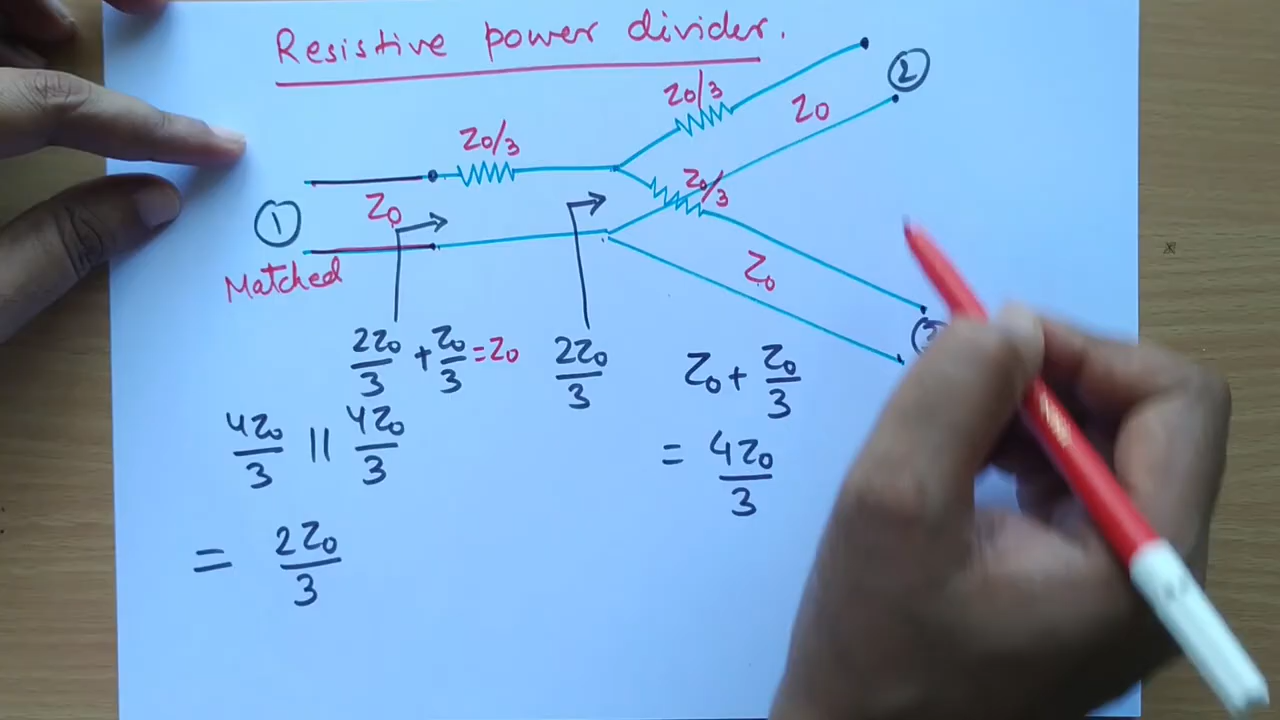 Resistive power divider.
②
Z0/3
Z0
Z0/3
Z0/3
①
Z0
Matched
Z0
2Z0/3 + Z0/3 = Z0
2Z0/3
Z0 + Z0/3
4Z0/3 || 4Z0/3
= 4Z0/3
= 2Z0/3